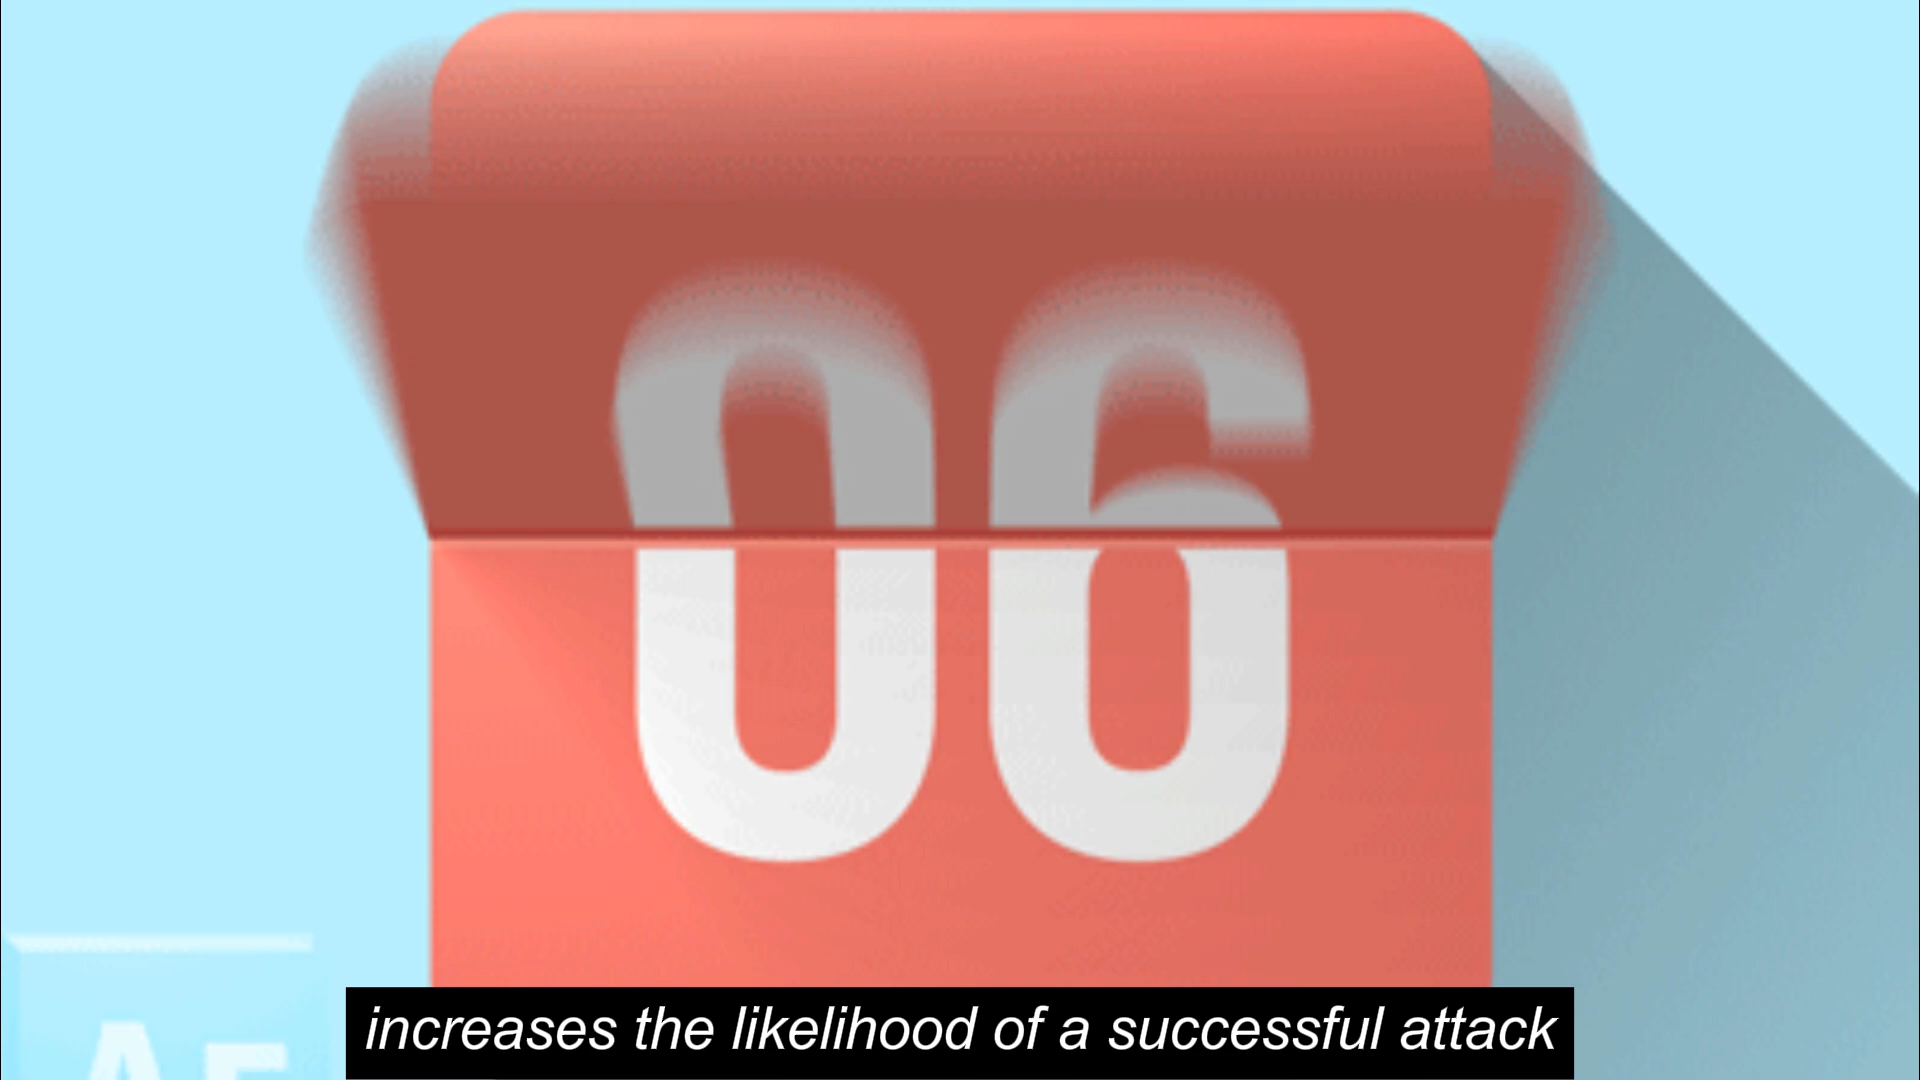 06
increases the likelihood of a successful attack